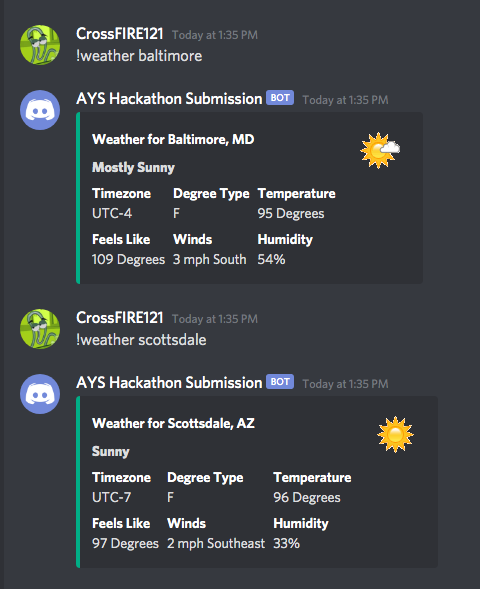 CrossFIRE121 Today at 1:35 PM
!weather baltimore
AYS Hackathon Submission BOT Today at 1:35 PM
Weather for Baltimore, MD
Mostly Sunny
Timezone Degree Type Temperature
UTC-4 F 95 Degrees
Feels Like Winds Humidity
109 Degrees 3 mph South 54%
CrossFIRE121 Today at 1:35 PM
!weather scottsdale
AYS Hackathon Submission BOT Today at 1:35 PM
Weather for Scottsdale, AZ
Sunny
Timezone Degree Type Temperature
UTC-7 F 96 Degrees
Feels Like Winds Humidity
97 Degrees 2 mph Southeast 33%